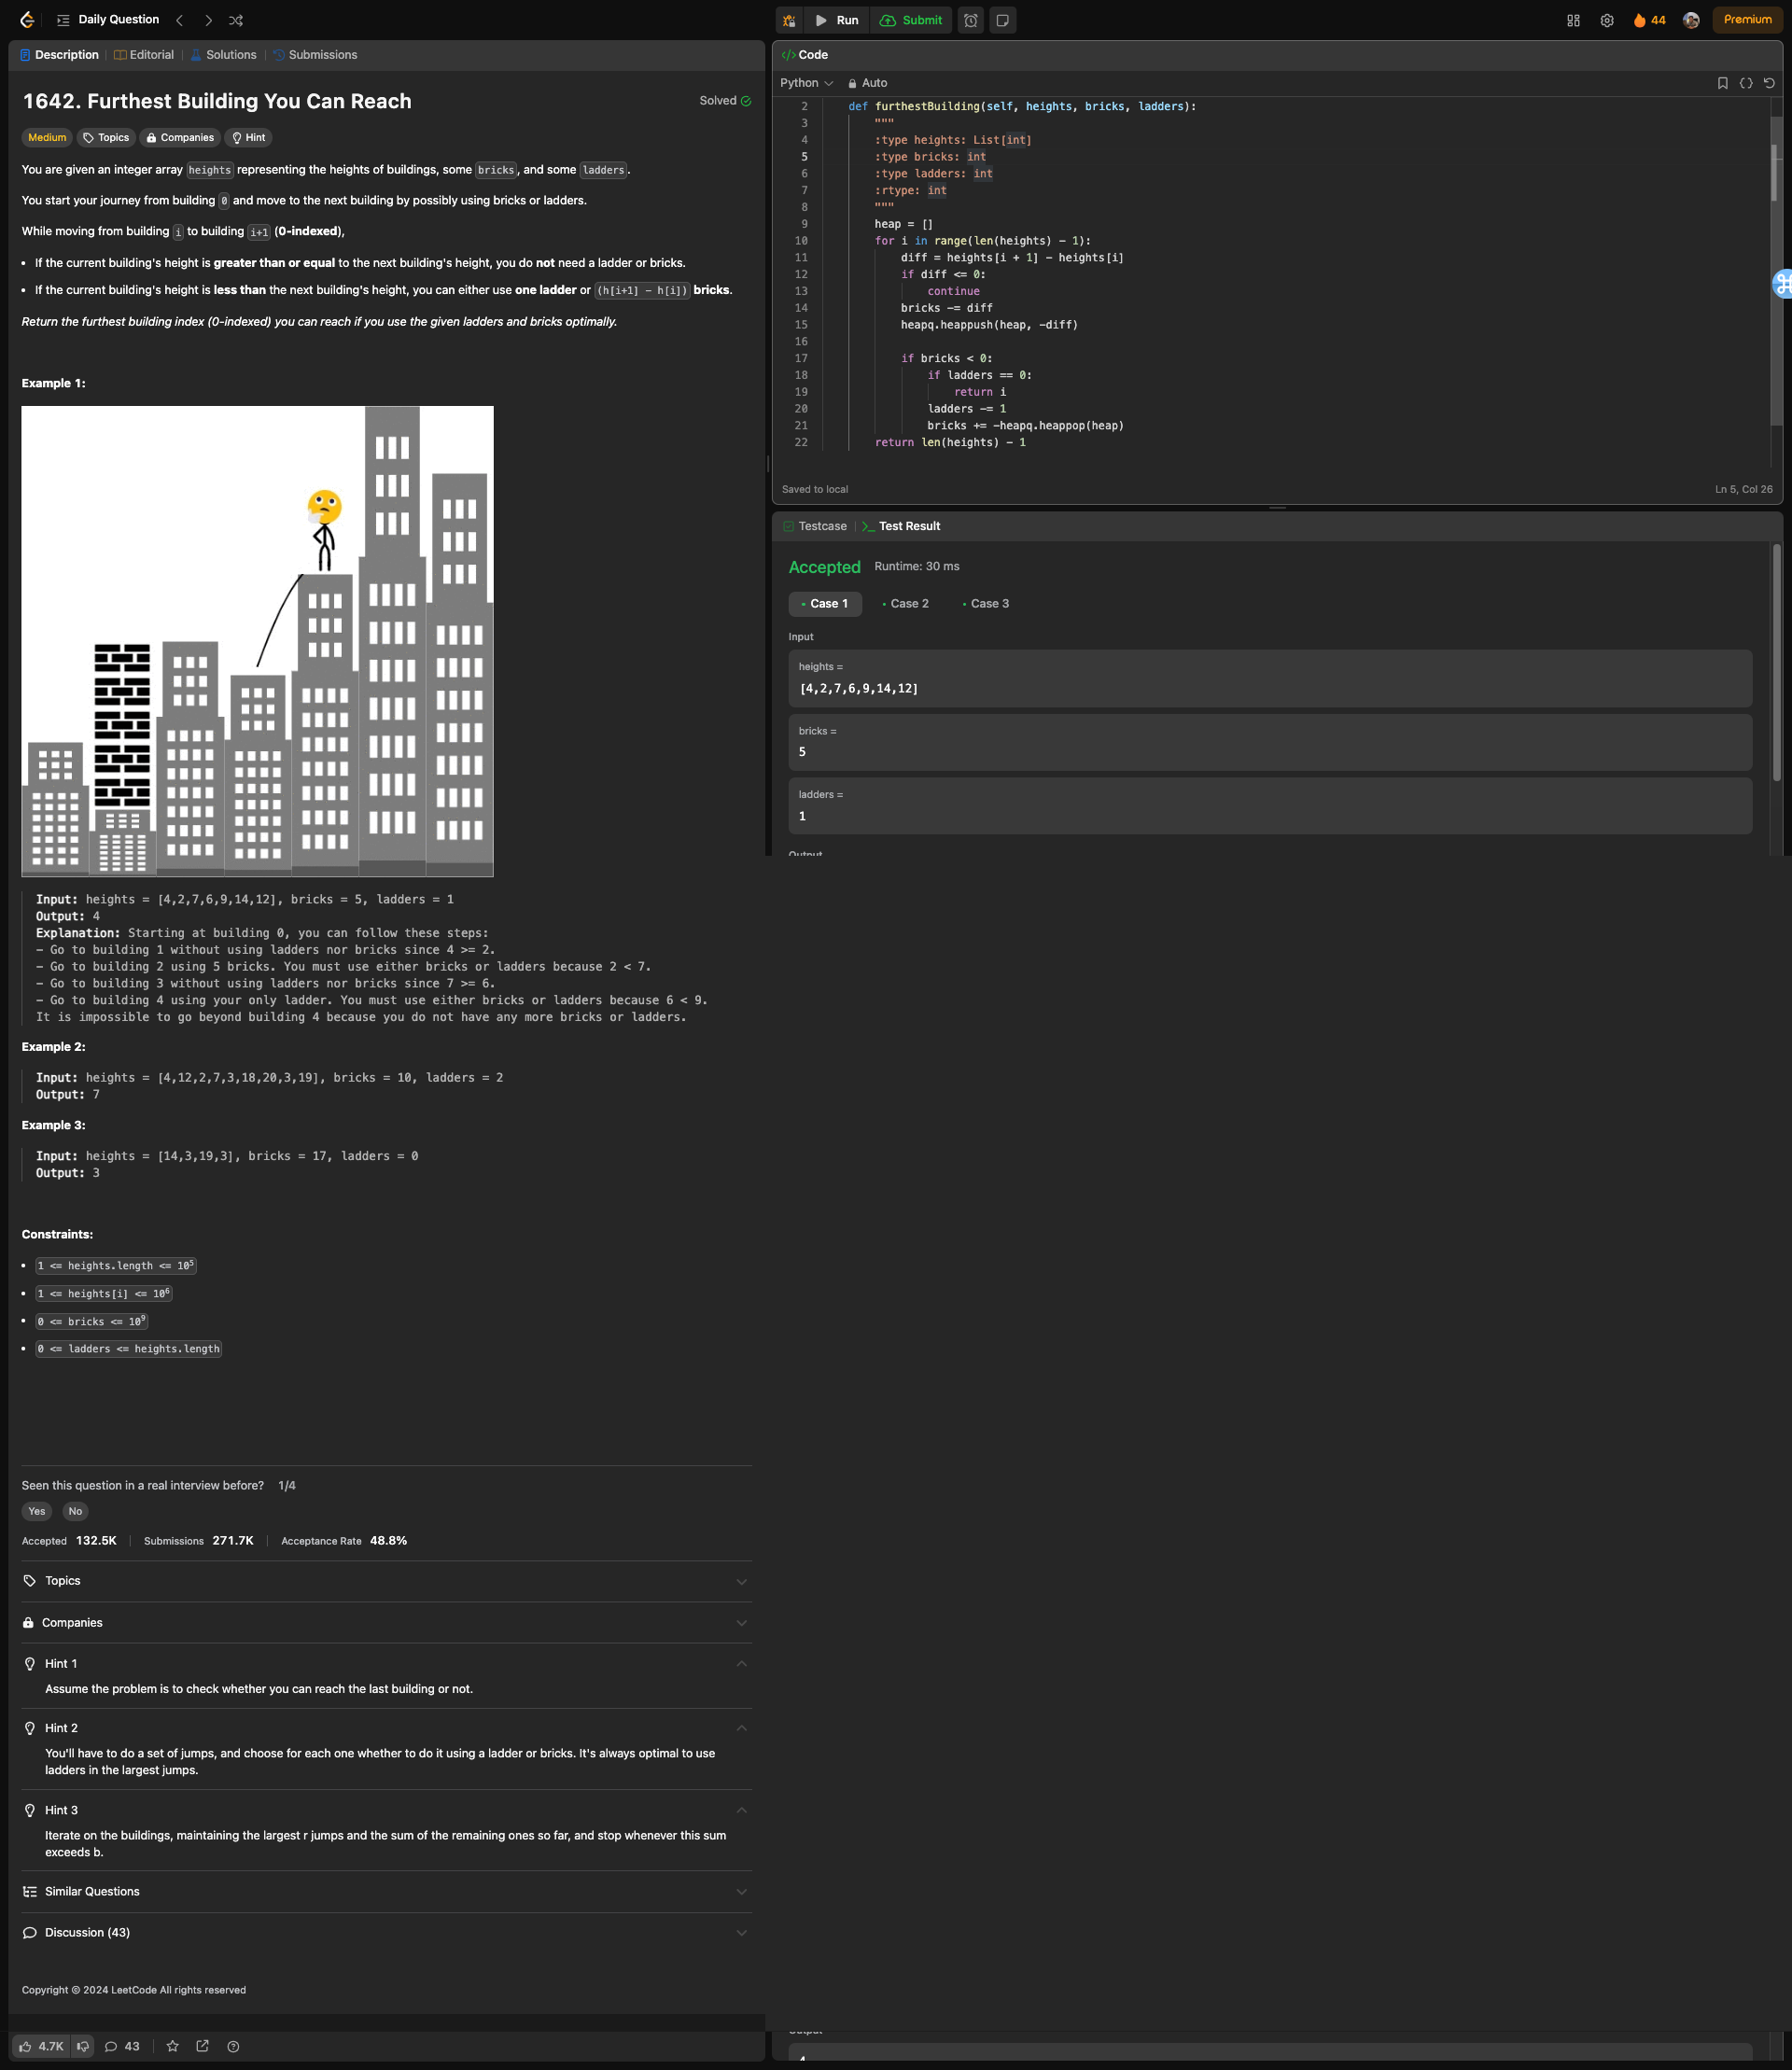 Daily Question
Run
Submit
44
Premium
Description
Editorial
Solutions
Submissions
1642. Furthest Building You Can Reach
Solved
Medium
Topics
Companies
Hint
You are given an integer array heights representing the heights of buildings, some bricks, and some ladders.
You start your journey from building 0 and move to the next building by possibly using bricks or ladders.
While moving from building i to building i+1 (0-indexed),
• If the current building's height is greater than or equal to the next building's height, you do not need a ladder or bricks.
• If the current building's height is less than the next building's height, you can either use one ladder or (h[i+1] - h[i]) bricks.
Return the furthest building index (0-indexed) you can reach if you use the given ladders and bricks optimally.
Example 1:
Input: heights = [4,2,7,6,9,14,12], bricks = 5, ladders = 1
Output: 4
Explanation: Starting at building 0, you can follow these steps:
- Go to building 1 without using ladders nor bricks since 4 >= 2.
- Go to building 2 using 5 bricks. You must use either bricks or ladders because 2 < 7.
- Go to building 3 without using ladders nor bricks since 7 >= 6.
- Go to building 4 using your only ladder. You must use either bricks or ladders because 6 < 9.
It is impossible to go beyond building 4 because you do not have any more bricks or ladders.
Example 2:
Input: heights = [4,12,2,7,3,18,20,3,19], bricks = 10, ladders = 2
Output: 7
Example 3:
Input: heights = [14,3,19,3], bricks = 17, ladders = 0
Output: 3
Constraints:
• 1 <= heights.length <= 10⁵
• 1 <= heights[i] <= 10⁶
• 0 <= bricks <= 10⁹
• 0 <= ladders <= heights.length
Seen this question in a real interview before? 1/4
Yes
No
Accepted 132.5K
Submissions 271.7K
Acceptance Rate 48.8%
Topics
Companies
Hint 1
Assume the problem is to check whether you can reach the last building or not.
Hint 2
You'll have to do a set of jumps, and choose for each one whether to do it using a ladder or bricks. It's always optimal to use
ladders in the largest jumps.
Hint 3
Iterate on the buildings, maintaining the largest r jumps and the sum of the remaining ones so far, and stop whenever this sum
exceeds b.
Similar Questions
Discussion (43)
Copyright © 2024 LeetCode All rights reserved
4.7K
43
</> Code
Python
Auto
2 def furthestBuilding(self, heights, bricks, ladders):
3 """
4 :type heights: List[int]
5 :type bricks: int
6 :type ladders: int
7 :rtype: int
8 """
9 heap = []
10 for i in range(len(heights) - 1):
11 diff = heights[i + 1] - heights[i]
12 if diff <= 0:
13 continue
14 bricks -= diff
15 heapq.heappush(heap, -diff)
16
17 if bricks < 0:
18 if ladders == 0:
19 return i
20 ladders -= 1
21 bricks += -heapq.heappop(heap)
22 return len(heights) - 1
Saved to local
Ln 5, Col 26
Testcase
>_ Test Result
Accepted
Runtime: 30 ms
• Case 1
• Case 2
• Case 3
Input
heights =
[4,2,7,6,9,14,12]
bricks =
5
ladders =
1
Output
Output
4